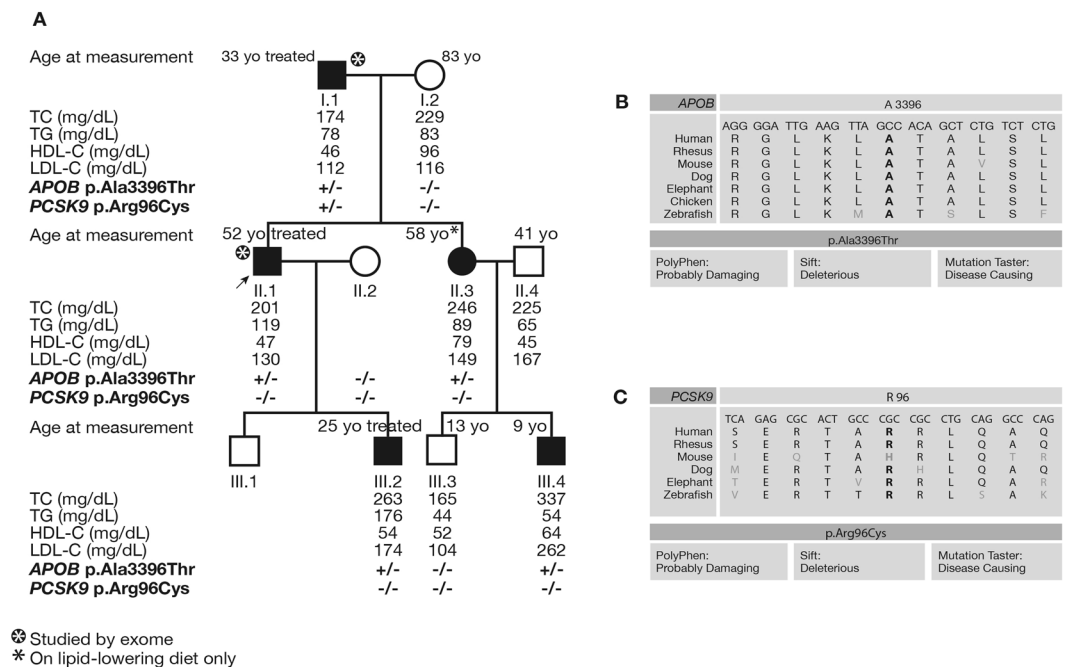 A
Age at measurement 33 yo treated 83 yo
I.1 I.2
TC (mg/dL) 174 229
TG (mg/dL) 78 83
HDL-C (mg/dL) 46 96
LDL-C (mg/dL) 112 116
APOB p.Ala3396Thr +/- -/-
PCSK9 p.Arg96Cys +/- -/-
Age at measurement 52 yo treated 58 yo* 41 yo
II.1 II.2 II.3 II.4
TC (mg/dL) 201 246 225
TG (mg/dL) 119 89 65
HDL-C (mg/dL) 47 79 45
LDL-C (mg/dL) 130 149 167
APOB p.Ala3396Thr +/- -/- +/-
PCSK9 p.Arg96Cys -/- -/- -/-
Age at measurement 25 yo treated 13 yo 9 yo
III.1 III.2 III.3 III.4
TC (mg/dL) 263 165 337
TG (mg/dL) 176 44 54
HDL-C (mg/dL) 54 52 64
LDL-C (mg/dL) 174 104 262
APOB p.Ala3396Thr +/- -/- +/-
PCSK9 p.Arg96Cys -/- -/- -/-
* Studied by exome
* On lipid-lowering diet only
B
APOB A 3396
AGG GGA TTG AAG TTA GCC ACA GCT CTG TCT CTG
Human R G L K L A T A L S L
Rhesus R G L K L A T A L S L
Mouse R G L K L A T A V S L
Dog R G L K L A T A L S L
Elephant R G L K L A T A L S L
Chicken R G L K L A T A L S L
Zebrafish R G L K M A T S L S F
p.Ala3396Thr
PolyPhen: Sift: Mutation Taster:
Probably Damaging Deleterious Disease Causing
C
PCSK9 R 96
TCA GAG CGC ACT GCC CGC CGC CTG CAG GCC CAG
Human S E R T A R R L Q A Q
Rhesus S E R T A R R L Q A Q
Mouse I E Q T A H R L Q T R
Dog M E R T A R H L Q A Q
Elephant T E R T V R R L Q A R
Zebrafish V E R T T R R L S A K
p.Arg96Cys
PolyPhen: Sift: Mutation Taster:
Probably Damaging Deleterious Disease Causing